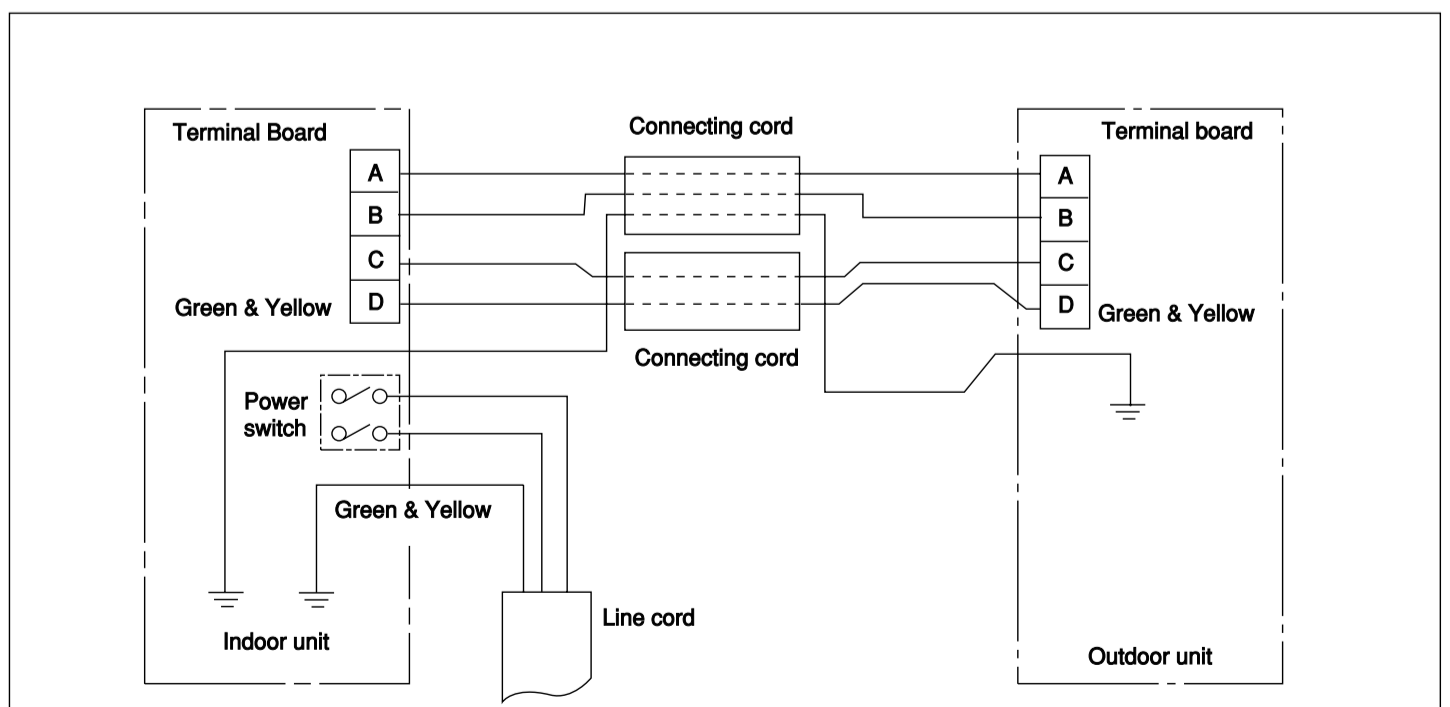 Terminal Board
Connecting cord
Terminal board
A
B
C
D
A
B
C
D
Green & Yellow
Green & Yellow
Connecting cord
Power
switch
Green & Yellow
Line cord
Indoor unit
Outdoor unit